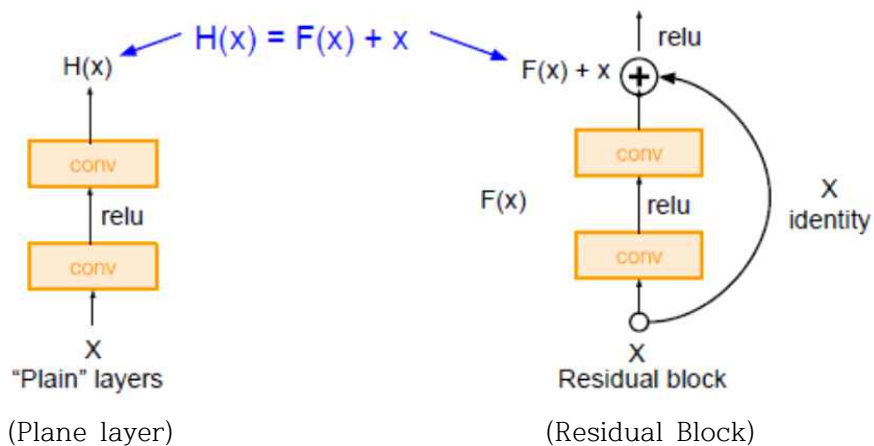 H(x) = F(x) + x
H(x)
conv
relu
conv
X
"Plain" layers
relu
F(x) + x
+
conv
F(x)
relu
X
identity
conv
X
Residual block
(Plane layer)
(Residual Block)